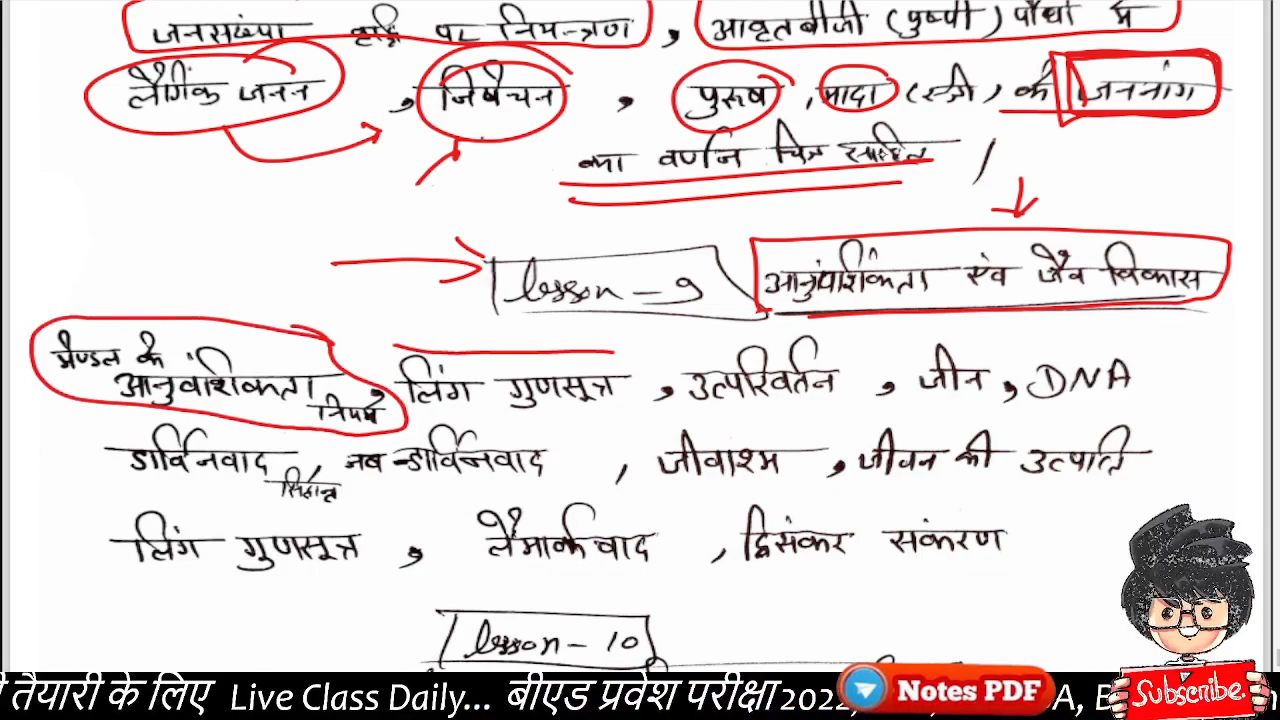 जनसंख्या वृद्धि पर नियन्त्रण, आवृतबीजी (पुष्पी) पौधों में
लैंगिक जनन, निषेचन, पुरूष, मादा (स्त्री, के जननांग
का वर्णन चित्र सहित /
lesson - 9 आनुवंशिकता एंव जैव विकास
मेण्डल के
आनुवंशिकता, लिंग गुणसूत्र, उत्परिवर्तन, जीन, DNA
नियम
डार्विनवाद, नव-डार्विनवाद, जीवाश्म, जीवन की उत्पत्ति
सिद्धान्त
लिंग गुणसूत्र, लैमार्कवाद, द्विसंकर संकरण
lesson - 10
तैयारी के लिए Live Class Daily... बीएड प्रवेश परीक्षा 2022,
Notes PDF
Subscribe